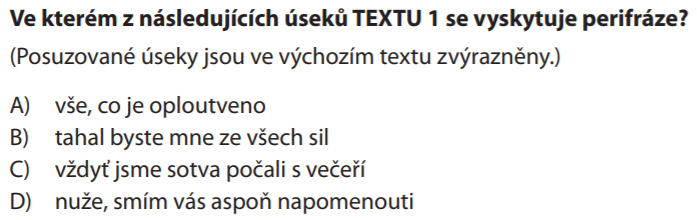 Ve kterém z následujících úseků TEXTU 1 se vyskytuje perifráze?
(Posuzované úseky jsou ve výchozím textu zvýrazněny.)
A) vše, co je oploutveno
B) tahal byste mne ze všech sil
C) vždyť jsme sotva počali s večeří
D) nuže, smím vás aspoň napomenouti